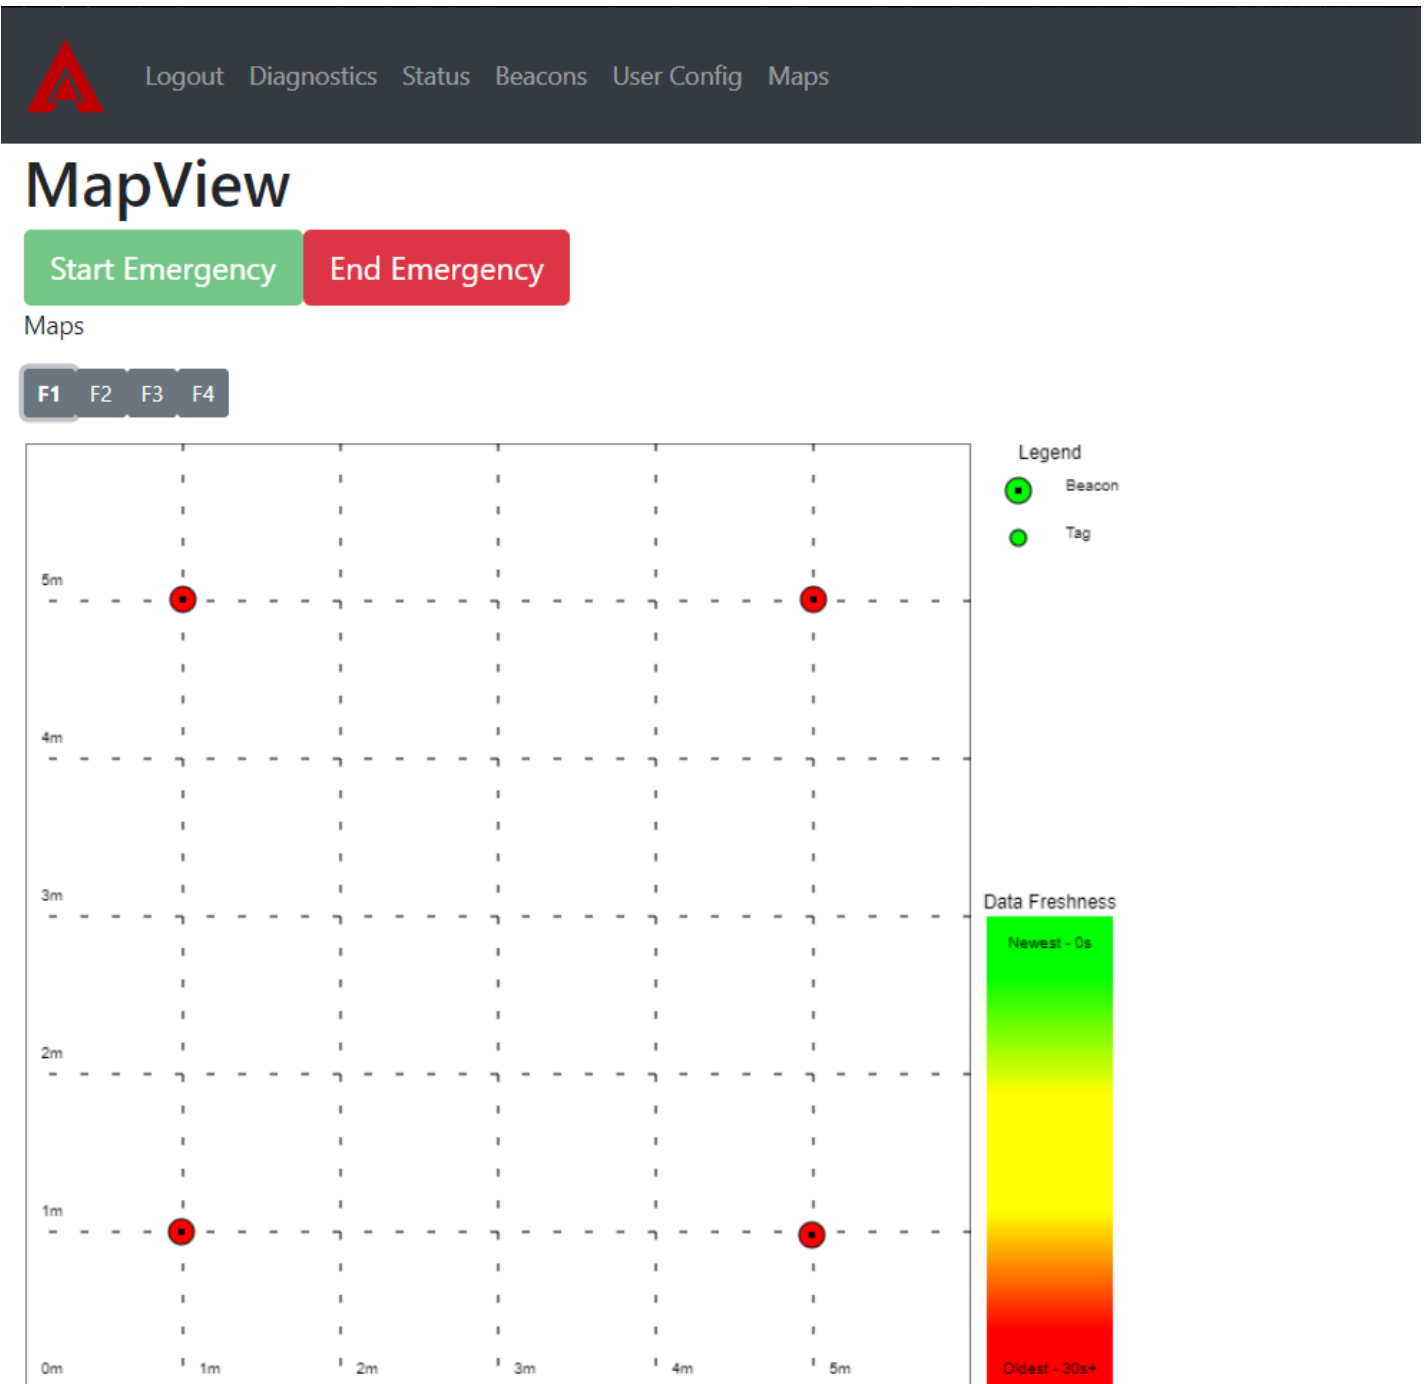 Logout Diagnostics Status Beacons User Config Maps
MapView
Start Emergency End Emergency
Maps
F1 F2 F3 F4
Legend
Beacon
Tag
5m
4m
3m
Data Freshness
Newest - 0s
2m
1m
0m 1m 2m 3m 4m 5m
Oldest - 30s+